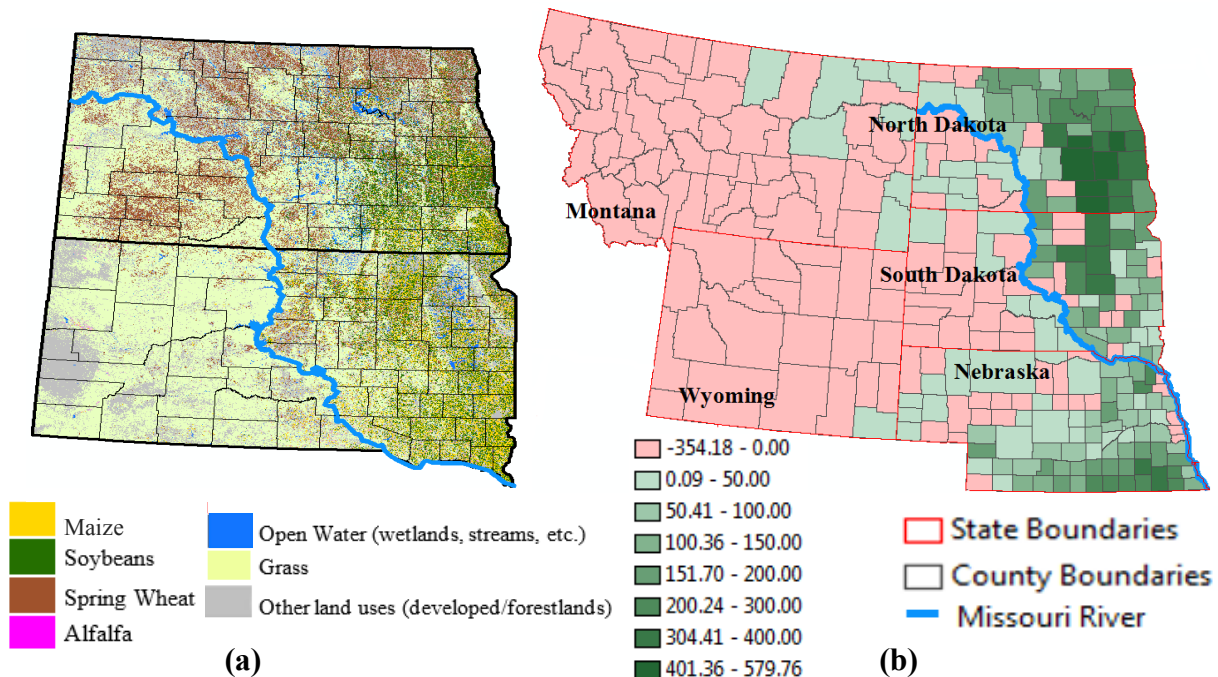 Maize
Soybeans
Spring Wheat
Alfalfa
Open Water (wetlands, streams, etc.)
Grass
Other land uses (developed/forestlands)
(a)
North Dakota
Montana
South Dakota
Nebraska
Wyoming
-354.18 - 0.00
0.09 - 50.00
50.41 - 100.00
100.36 - 150.00
151.70 - 200.00
200.24 - 300.00
304.41 - 400.00
401.36 - 579.76
State Boundaries
County Boundaries
Missouri River
(b)